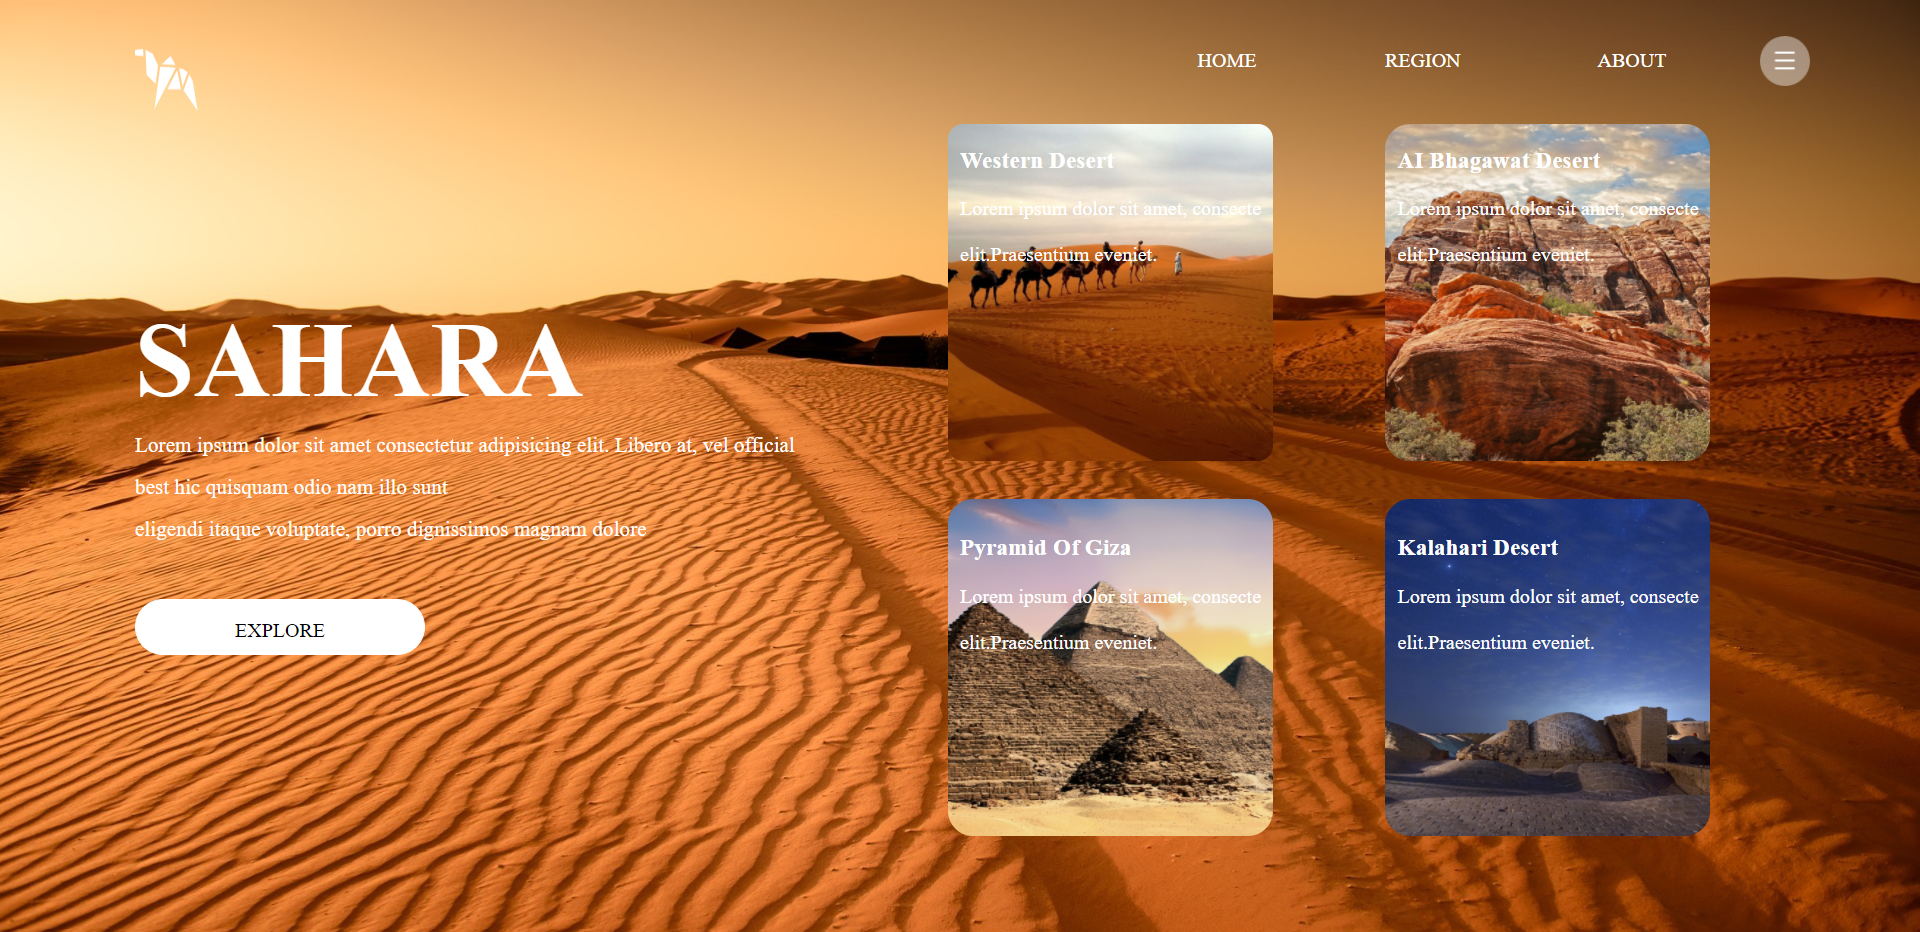 HOME
REGION
ABOUT
SAHARA
Lorem ipsum dolor sit amet consectetur adipisicing elit. Libero at, vel official
best hic quisquam odio nam illo sunt
eligendi itaque voluptate, porro dignissimos magnam dolore
EXPLORE
Western Desert
Lorem ipsum dolor sit amet, consecte
elit.Praesentium eveniet.
AI Bhagawat Desert
Lorem ipsum dolor sit amet, consecte
elit.Praesentium eveniet.
Pyramid Of Giza
Lorem ipsum dolor sit amet, consecte
elit.Praesentium eveniet.
Kalahari Desert
Lorem ipsum dolor sit amet, consecte
elit.Praesentium eveniet.